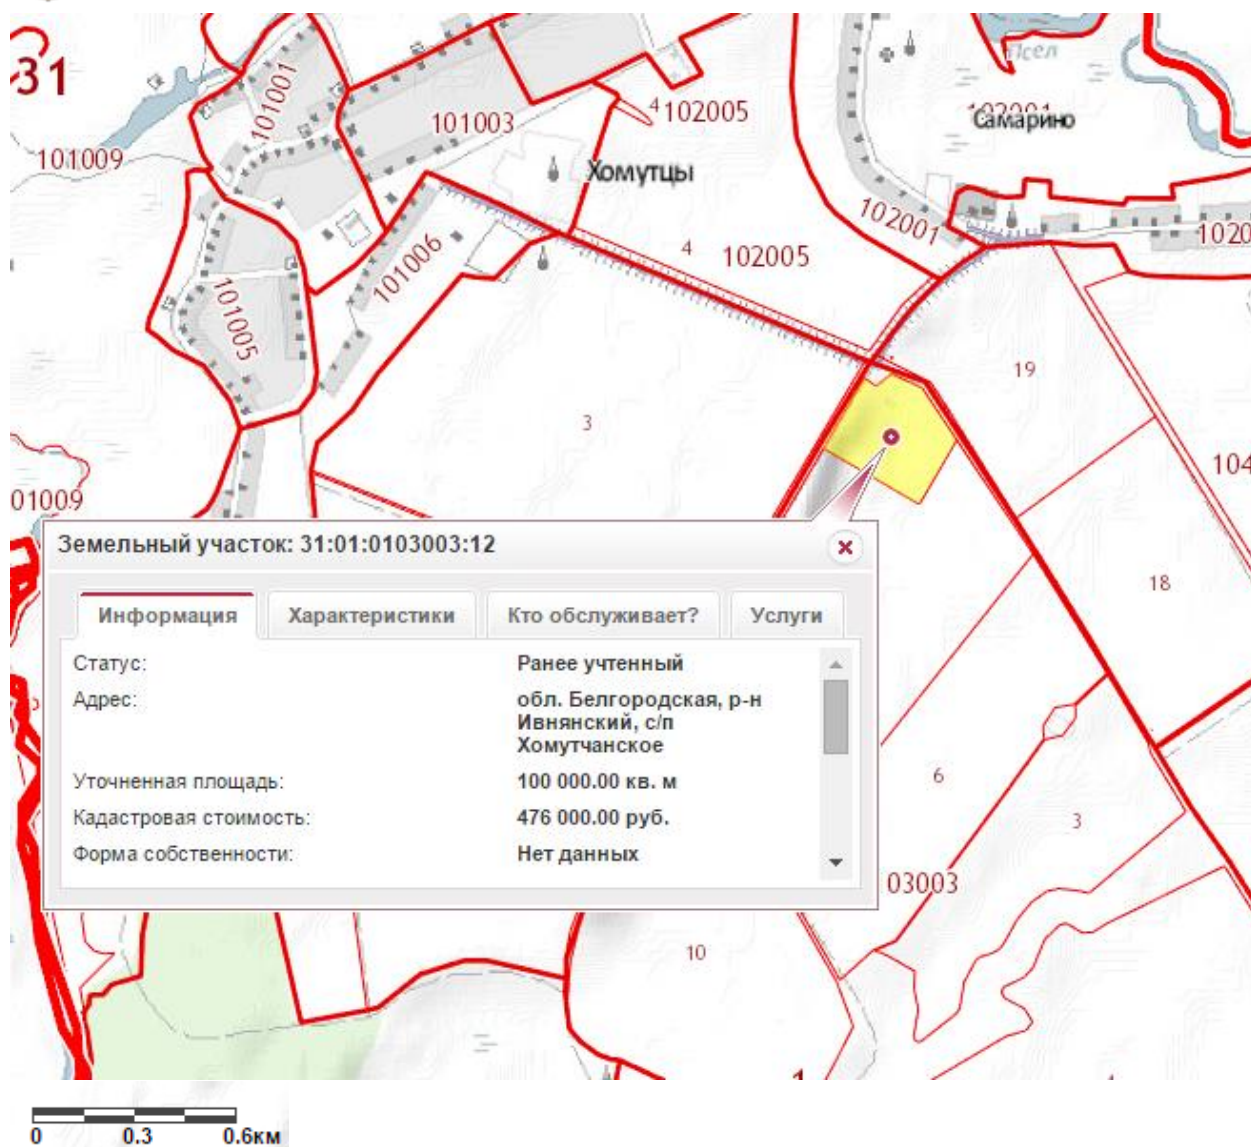 31
101001
Псел
101003
4
102005
102001
Самарино
101009
Хомутцы
102001
1020
4
102005
101006
101005
19
3
104
01009
Земельный участок: 31:01:0103003:12
18
Информация
Характеристики
Кто обслуживает?
Услуги
Статус:
Ранее учтенный
Адрес:
обл. Белгородская, р-н
Ивнянский, с/п
Хомутчанское
Уточненная площадь:
100 000.00 кв. м
6
Кадастровая стоимость:
476 000.00 руб.
3
Форма собственности:
Нет данных
03003
10
0
0.3
0.6км